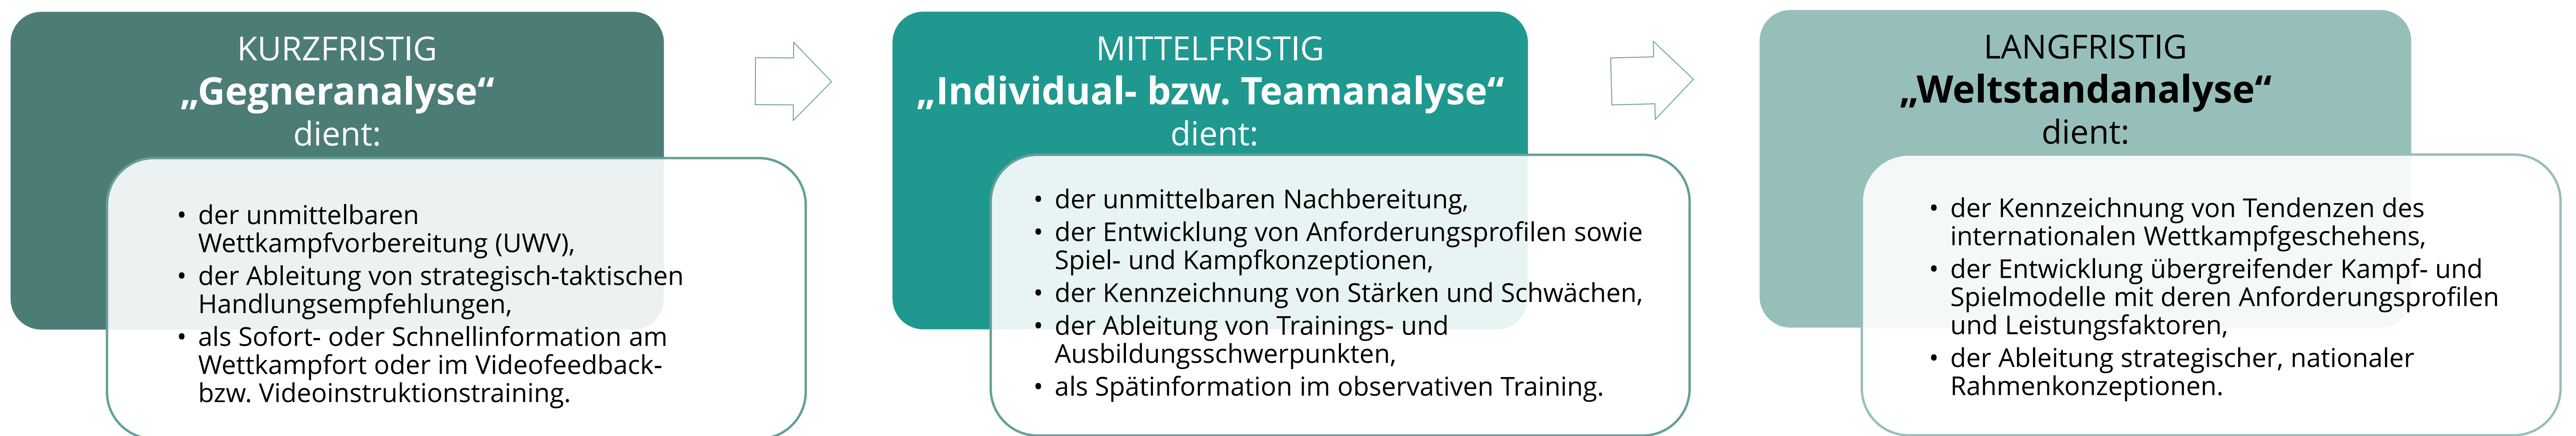 KURZFRISTIG
„Gegneranalyse“
dient:
• der unmittelbaren
Wettkampfvorbereitung (UWV),
• der Ableitung von strategisch-taktischen
Handlungsempfehlungen,
• als Sofort- oder Schnellinformation am
Wettkampfort oder im Videofeedback-
bzw. Videoinstruktionstraining.
MITTELFRISTIG
„Individual- bzw. Teamanalyse“
dient:
• der unmittelbaren Nachbereitung,
• der Entwicklung von Anforderungsprofilen sowie
Spiel- und Kampfkonzeptionen,
• der Kennzeichnung von Stärken und Schwächen,
• der Ableitung von Trainings- und
Ausbildungsschwerpunkten,
• als Spätinformation im observativen Training.
LANGFRISTIG
„Weltstandanalyse“
dient:
• der Kennzeichnung von Tendenzen des
internationalen Wettkampfgeschehens,
• der Entwicklung übergreifender Kampf- und
Spielmodelle mit deren Anforderungsprofilen
und Leistungsfaktoren,
• der Ableitung strategischer, nationaler
Rahmenkonzeptionen.